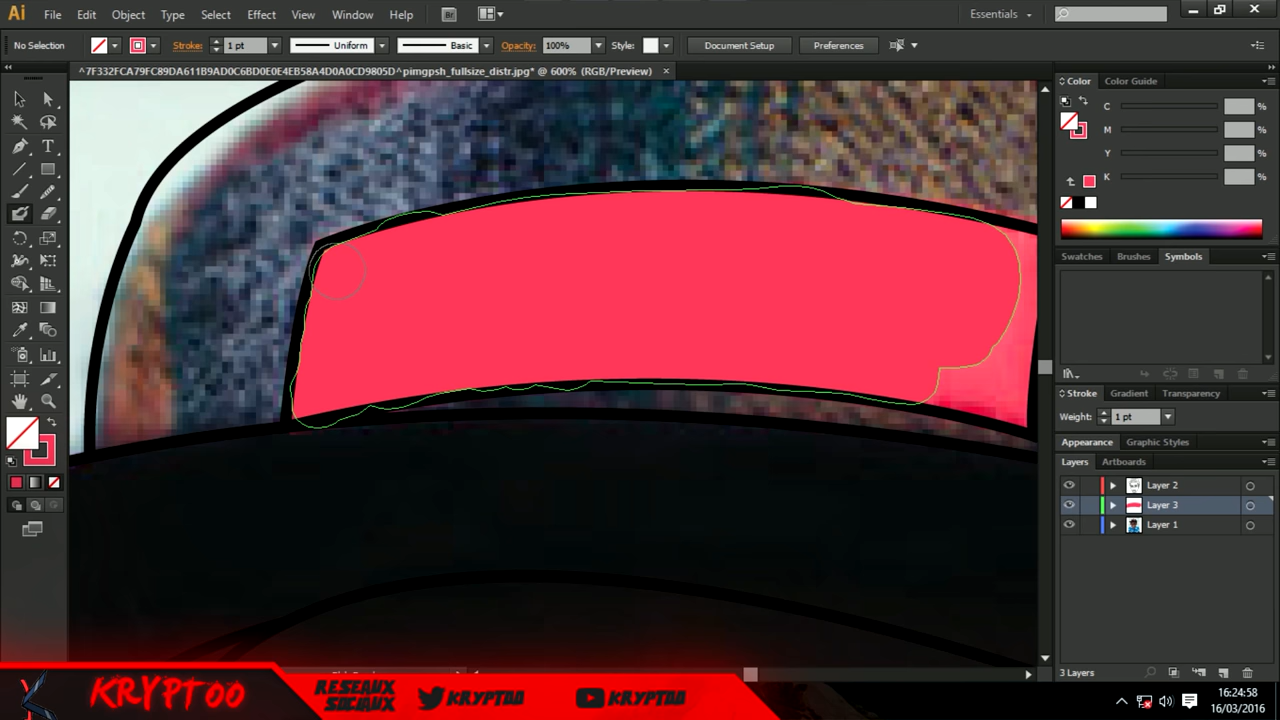 Ai File Edit Object Type Select Effect View Window Help Br Essentials
No Selection Stroke: 1 pt Uniform Basic Opacity: 100% Style: Document Setup Preferences
^7F332FCA79FC89DA611B9AD0C6BD0E0E4EB58A4D0A0CD9805D^pimgpsh_fullsize_distr.jpg* @ 600% (RGB/Preview)
Color Color Guide
C %
M %
Y %
K %
Swatches Brushes Symbols
Stroke Gradient Transparency
Weight: 1 pt
Appearance Graphic Styles
Layers Artboards
Layer 2
Layer 3
Layer 1
3 Layers
KRYPTOO
RESEAUX
SOCIAUX
KRYPTOO
KRYPTOO
16:24:58
16/03/2016